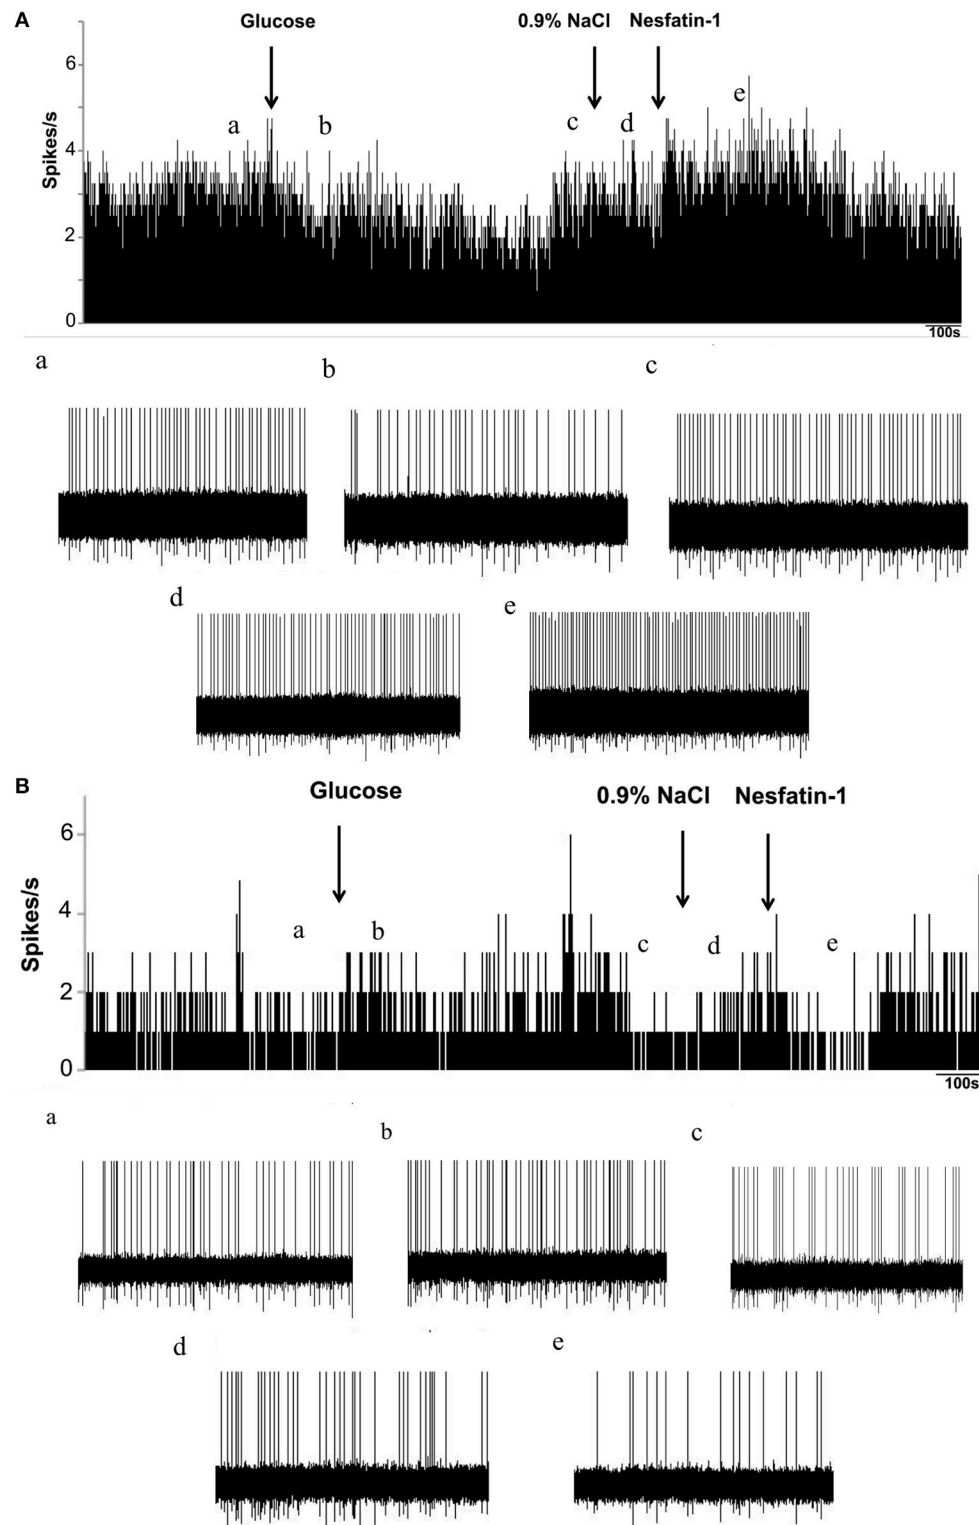 A
Glucose 0.9% NaCl Nesfatin-1
Spikes/s
6
4
2
0
a b c d e
100s
a b c
d e
B
Glucose 0.9% NaCl Nesfatin-1
Spikes/s
6
4
2
0
a b c d e
100s
a b c
d e